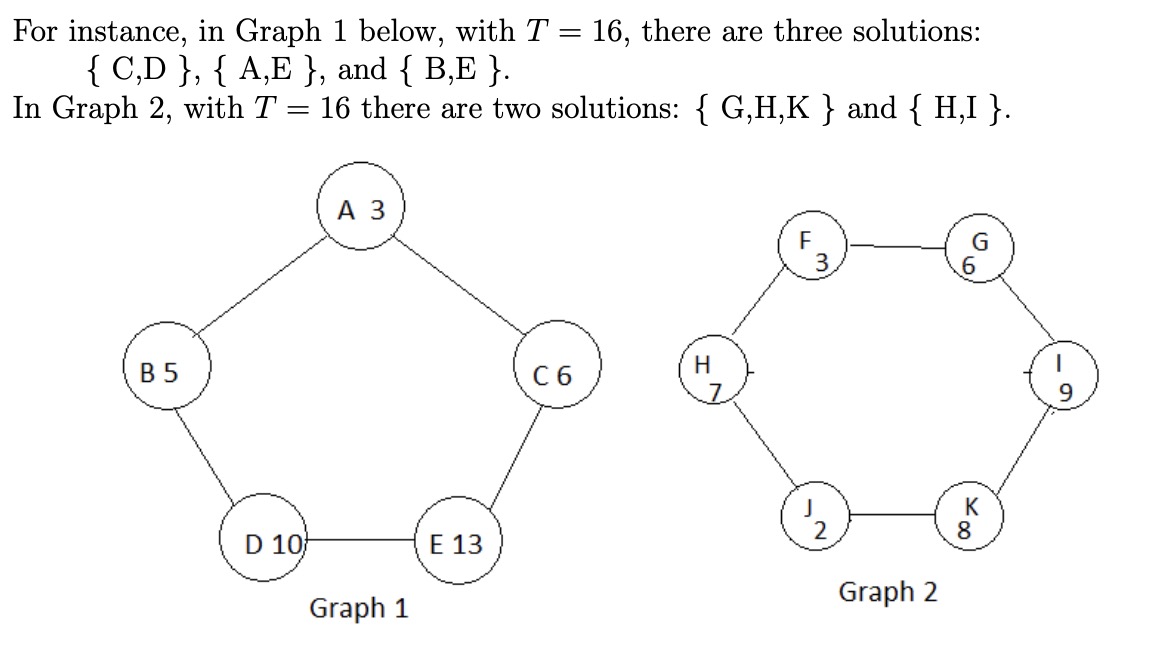 For instance, in Graph 1 below, with T = 16, there are three solutions:
{ C,D }, { A,E }, and { B,E }.
In Graph 2, with T = 16 there are two solutions: { G,H,K } and { H,I }.
A 3
B 5
C 6
D 10
E 13
Graph 1
F
3
G
6
H
7
I
9
J
2
K
8
Graph 2